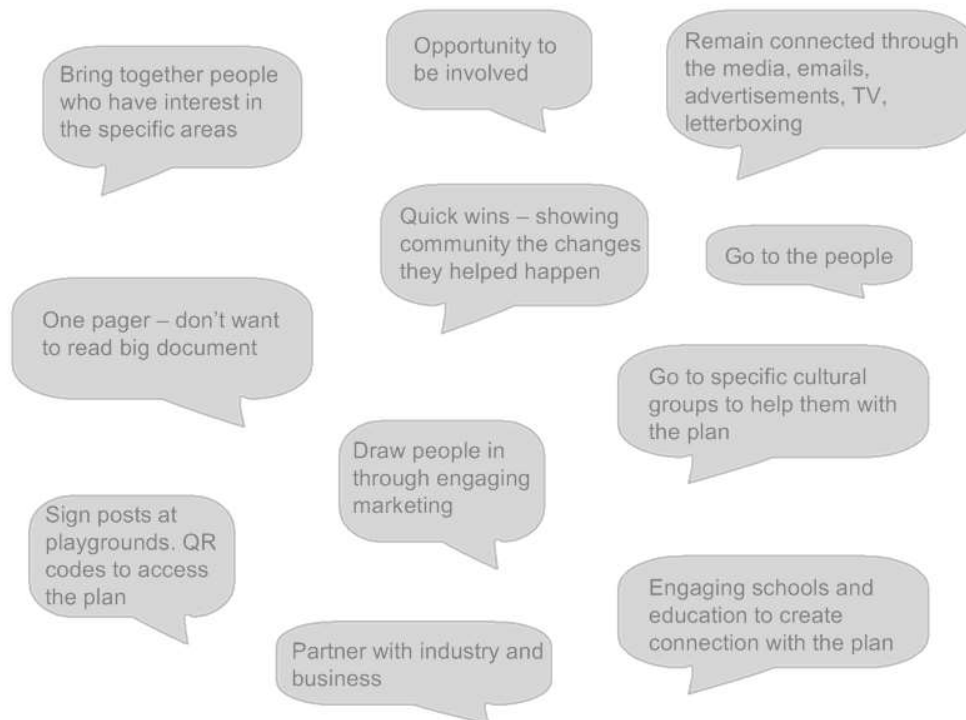 Bring together people
who have interest in
the specific areas
Opportunity to
be involved
Remain connected through
the media, emails,
advertisements, TV,
letterboxing
Quick wins – showing
community the changes
they helped happen
Go to the people
One pager – don’t want
to read big document
Go to specific cultural
groups to help them with
the plan
Draw people in
through engaging
marketing
Sign posts at
playgrounds. QR
codes to access
the plan
Engaging schools and
education to create
connection with the plan
Partner with industry and
business